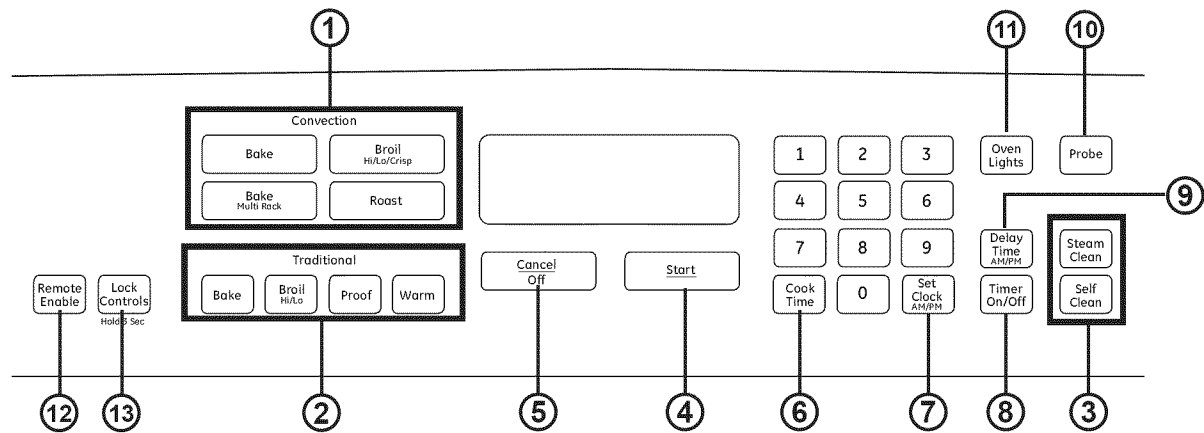 1
11
10
Convection
Bake
Broil
Hi/Lo/Crisp
Bake
Multi Rack
Roast
1 2 3
4 5 6
7 8 9
0
Oven
Lights
Probe
9
Traditional
Bake
Broil
Hi/Lo
Proof
Warm
Cancel
Off
Start
Delay
Time
AM/PM
Steam
Clean
Remote
Enable
Lock
Controls
Hold 3 Sec
Cook
Time
Set
Clock
AM/PM
Timer
On/Off
Self
Clean
12
13
2
5
4
6
7
8
3